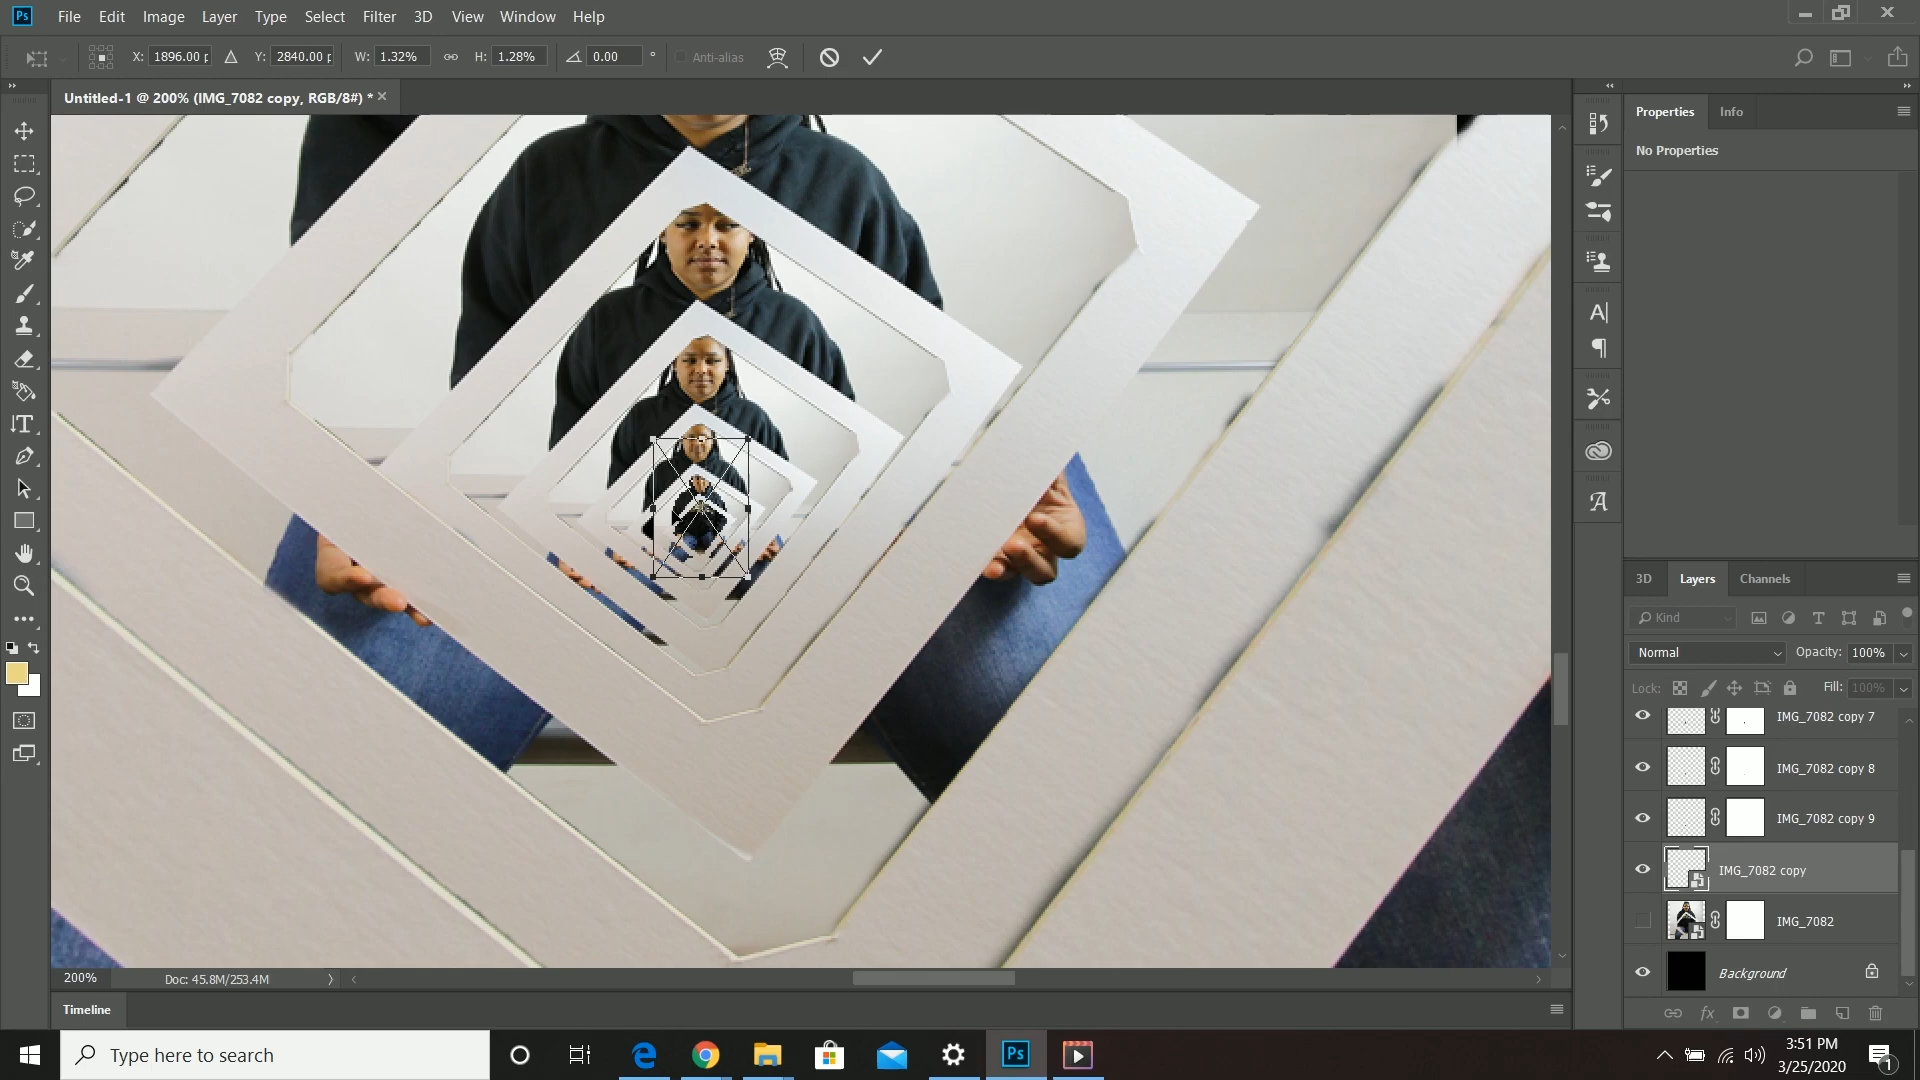 Ps File Edit Image Layer Type Select Filter 3D View Window Help
X: 1896.00 p Y: 2840.00 p W: 1.32% H: 1.28% 0.00 ° Anti-alias
Untitled-1 @ 200% (IMG_7082 copy, RGB/8#) *
Properties Info
No Properties
3D Layers Channels
Kind
Normal Opacity: 100%
Lock: Fill: 100%
IMG_7082 copy 7
IMG_7082 copy 8
IMG_7082 copy 9
IMG_7082 copy
IMG_7082
Background
200% Doc: 45.8M/253.4M
Timeline
Type here to search
Ps
3:51 PM
3/25/2020
1